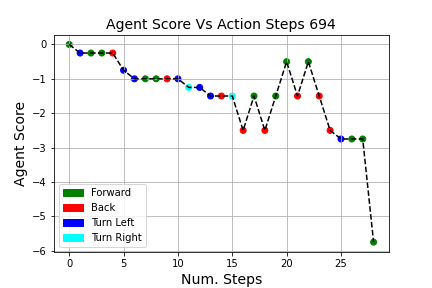 Agent Score Vs Action Steps 694
Agent Score
0
−1
−2
−3
−4
−5
−6
Forward
Back
Turn Left
Turn Right
0 5 10 15 20 25
Num. Steps